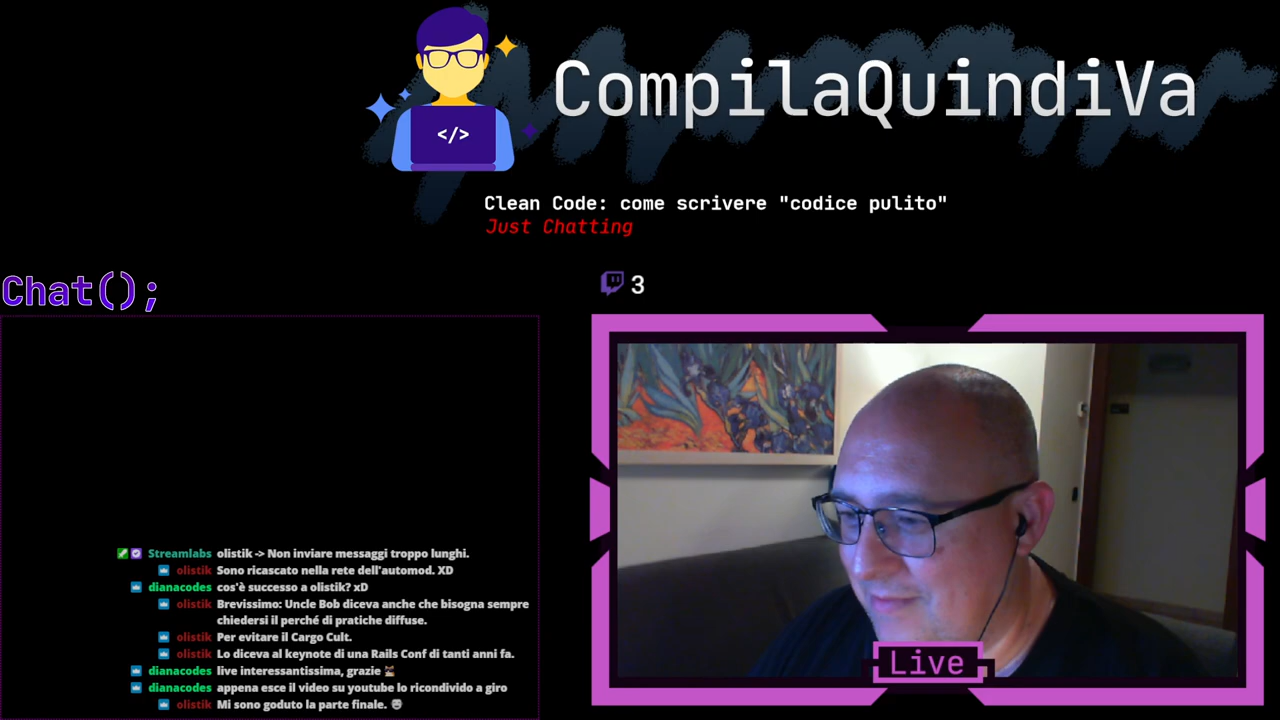 </>
CompilaQuindiVa
Clean Code: come scrivere "codice pulito"
Just Chatting
Chat();
3
Streamlabs olistik -> Non inviare messaggi troppo lunghi.
olistik Sono ricascato nella rete dell'automod. XD
dianacodes cos'è successo a olistik? xD
olistik Brevissimo: Uncle Bob diceva anche che bisogna sempre
chiedersi il perché di pratiche diffuse.
olistik Per evitare il Cargo Cult.
olistik Lo diceva al keynote di una Rails Conf di tanti anni fa.
dianacodes live interessantissima, grazie
dianacodes appena esce il video su youtube lo ricondivido a giro
olistik Mi sono goduto la parte finale.
Live